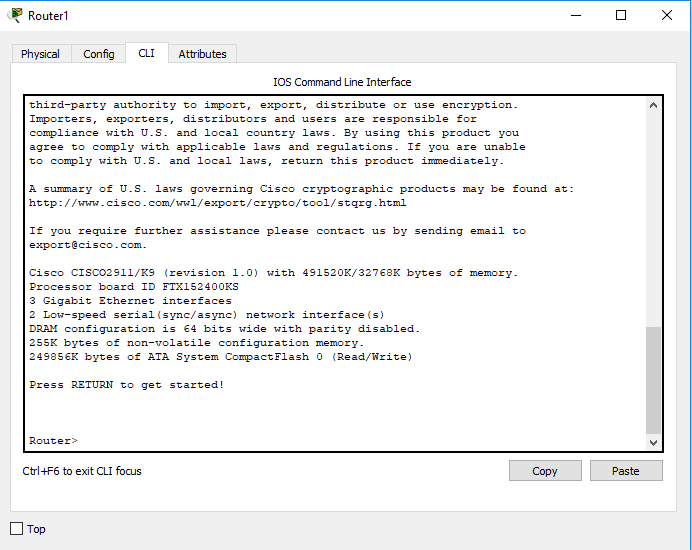 Router1
Physical Config CLI Attributes
IOS Command Line Interface
third-party authority to import, export, distribute or use encryption.
Importers, exporters, distributors and users are responsible for
compliance with U.S. and local country laws. By using this product you
agree to comply with applicable laws and regulations. If you are unable
to comply with U.S. and local laws, return this product immediately.
A summary of U.S. laws governing Cisco cryptographic products may be found at:
http://www.cisco.com/wwl/export/crypto/tool/stqrg.html
If you require further assistance please contact us by sending email to
export@cisco.com.
Cisco CISCO2911/K9 (revision 1.0) with 491520K/32768K bytes of memory.
Processor board ID FTX152400KS
3 Gigabit Ethernet interfaces
2 Low-speed serial(sync/async) network interface(s)
DRAM configuration is 64 bits wide with parity disabled.
255K bytes of non-volatile configuration memory.
249856K bytes of ATA System CompactFlash 0 (Read/Write)
Press RETURN to get started!
Router>
Ctrl+F6 to exit CLI focus
Copy Paste
Top